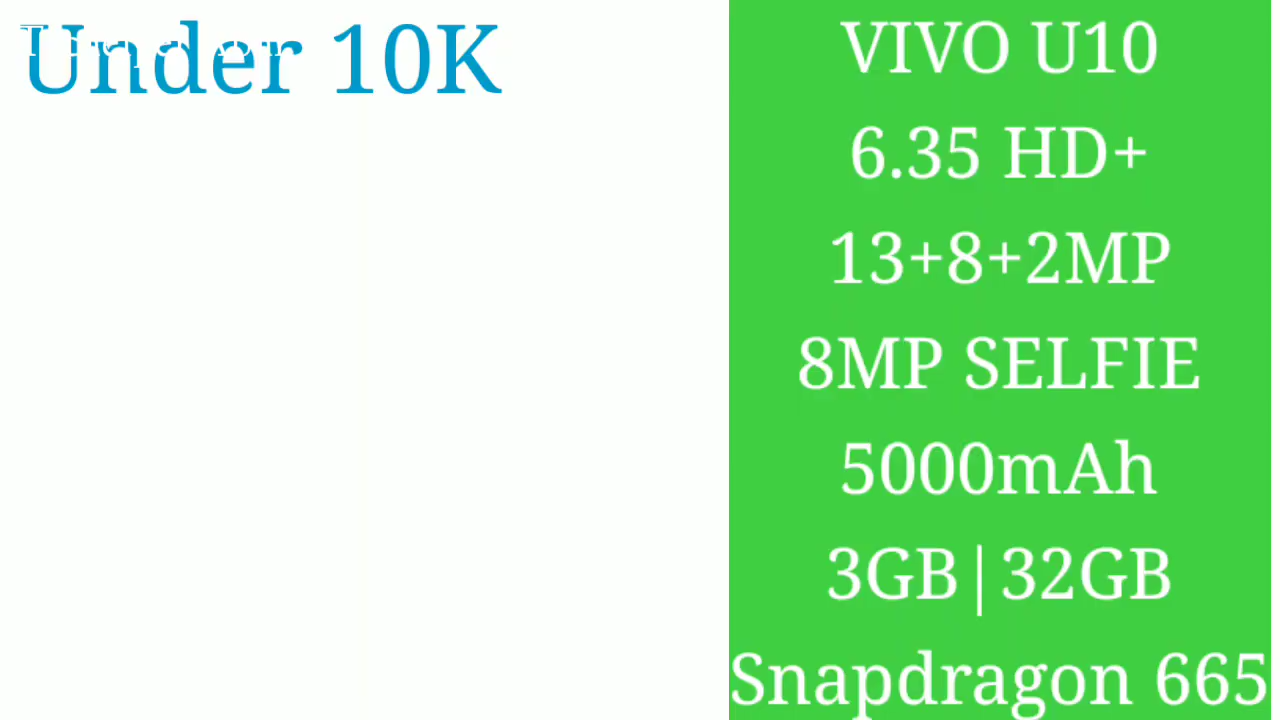 Under 10K
VIVO U10
6.35 HD+
13+8+2MP
8MP SELFIE
5000mAh
3GB|32GB
Snapdragon 665